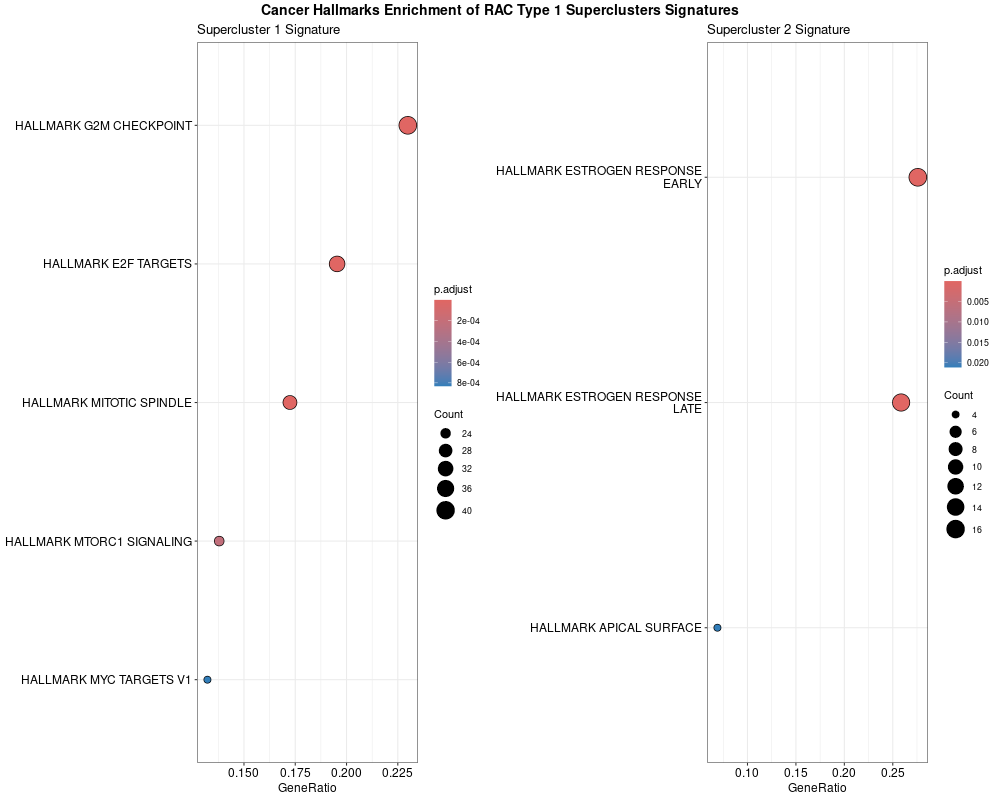 Cancer Hallmarks Enrichment of RAC Type 1 Superclusters Signatures
Supercluster 1 Signature
HALLMARK G2M CHECKPOINT
HALLMARK E2F TARGETS
HALLMARK MITOTIC SPINDLE
HALLMARK MTORC1 SIGNALING
HALLMARK MYC TARGETS V1
0.150 0.175 0.200 0.225
GeneRatio
p.adjust
2e-04
4e-04
6e-04
8e-04
Count
24
28
32
36
40
Supercluster 2 Signature
HALLMARK ESTROGEN RESPONSE
EARLY
HALLMARK ESTROGEN RESPONSE
LATE
HALLMARK APICAL SURFACE
0.10 0.15 0.20 0.25
GeneRatio
p.adjust
0.005
0.010
0.015
0.020
Count
4
6
8
10
12
14
16